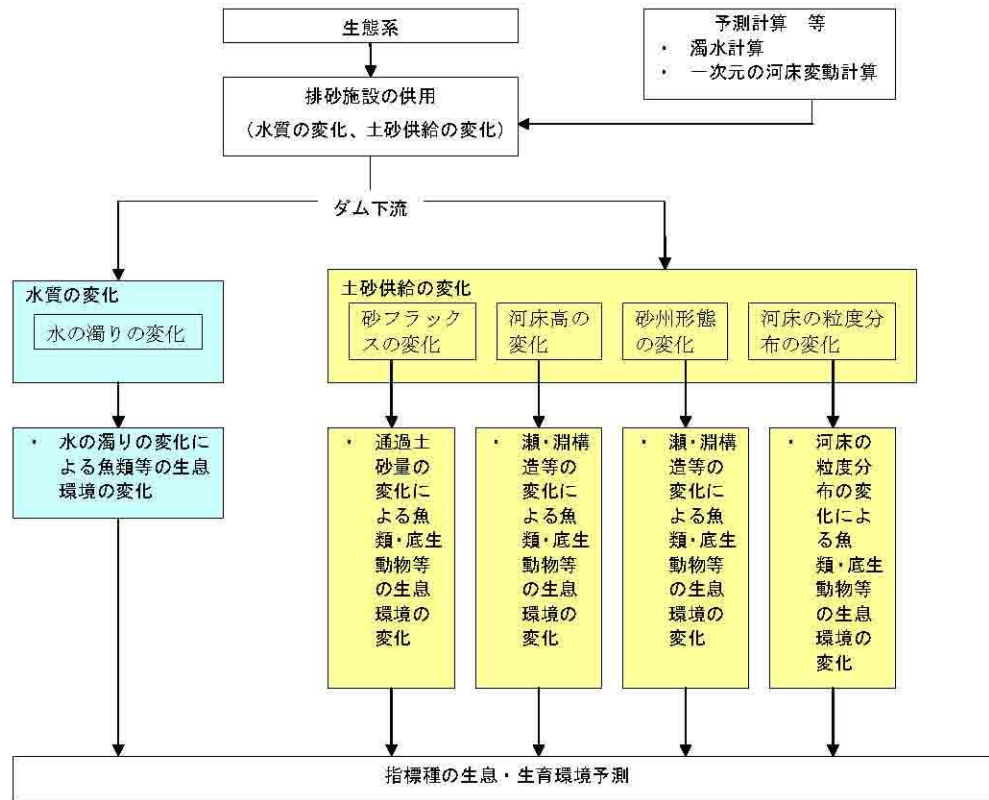 生態系
予測計算 等
・ 濁水計算
・ 一次元の河床変動計算
排砂施設の供用
（水質の変化、土砂供給の変化）
ダム下流
水質の変化
水の濁りの変化
土砂供給の変化
砂フラック
スの変化
河床高の
変化
砂州形態
の変化
河床の粒度分
布の変化
・ 水の濁りの変化に
よる魚類等の生息
環境の変化
・ 通過土
砂量の
変化に
よる魚
類・底生
動物等
の生息
環境の
変化
・ 瀬・淵構
造等の
変化に
よる魚
類・底生
動物等
の生息
環境の
変化
・ 瀬・淵構
造等の
変化に
よる魚
類・底生
動物等
の生息
環境の
変化
・ 河床の
粒度分
布の変
化によ
る魚
類・底生
動物等
の生息
環境の
変化
指標種の生息・生育環境予測